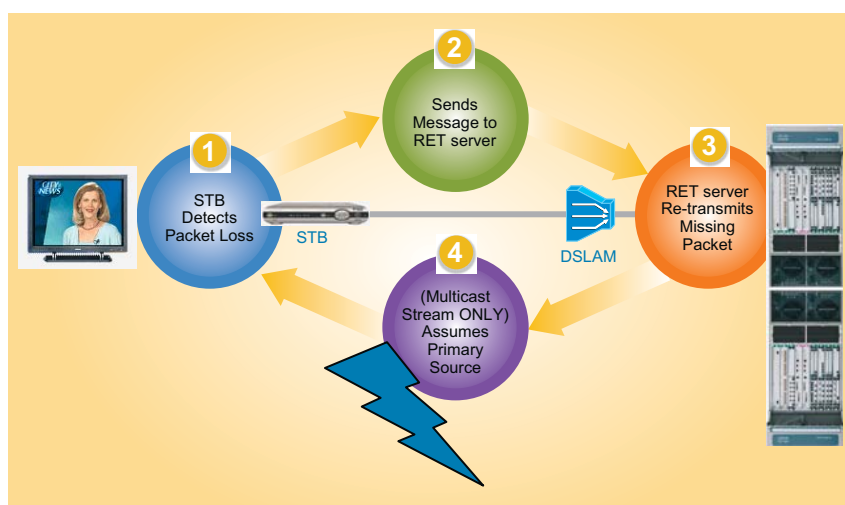 2
Sends
Message to
RET server
1
STB
Detects
Packet Loss
3
RET server
Re-transmits
Missing
Packet
NEWS
STB
DSLAM
4
(Multicast
Stream ONLY)
Assumes
Primary
Source